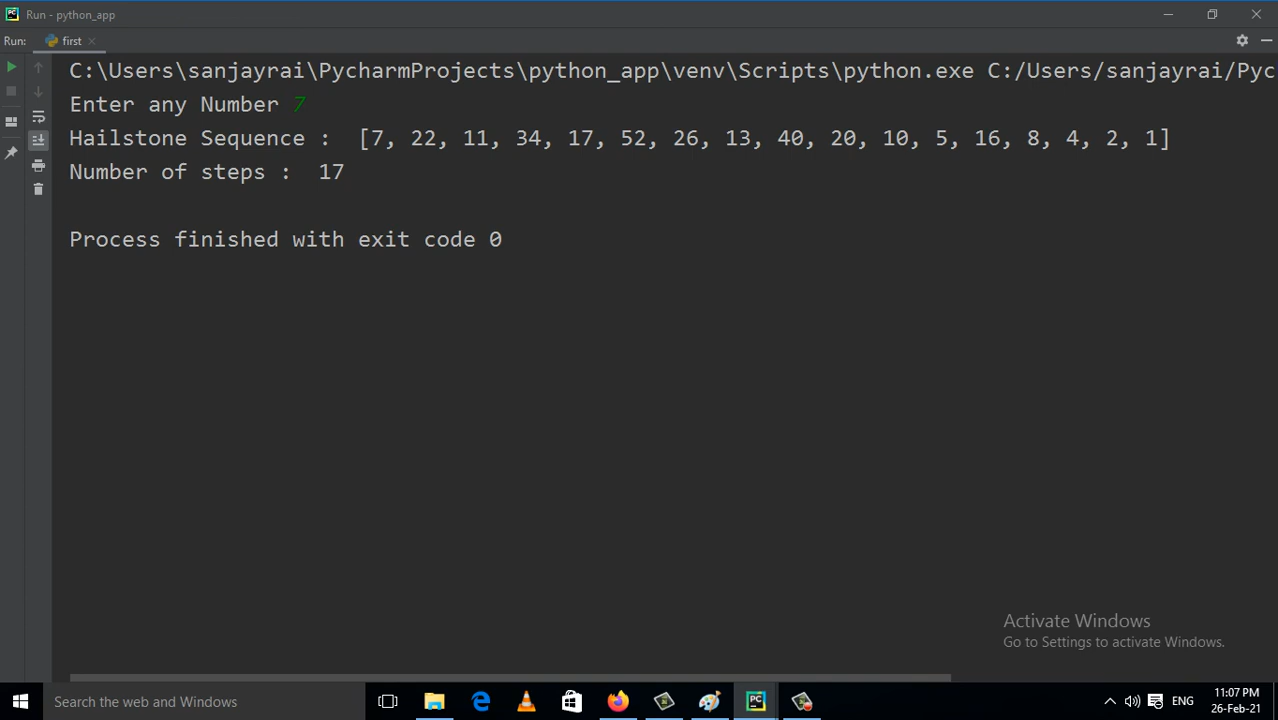 Run - python_app
Run: first
C:\Users\sanjayrai\PycharmProjects\python_app\venv\Scripts\python.exe C:/Users/sanjayrai/Pyc
Enter any Number 7
Hailstone Sequence :  [7, 22, 11, 34, 17, 52, 26, 13, 40, 20, 10, 5, 16, 8, 4, 2, 1]
Number of steps :  17
Process finished with exit code 0
Activate Windows
Go to Settings to activate Windows.
Search the web and Windows
ENG
11:07 PM
26-Feb-21